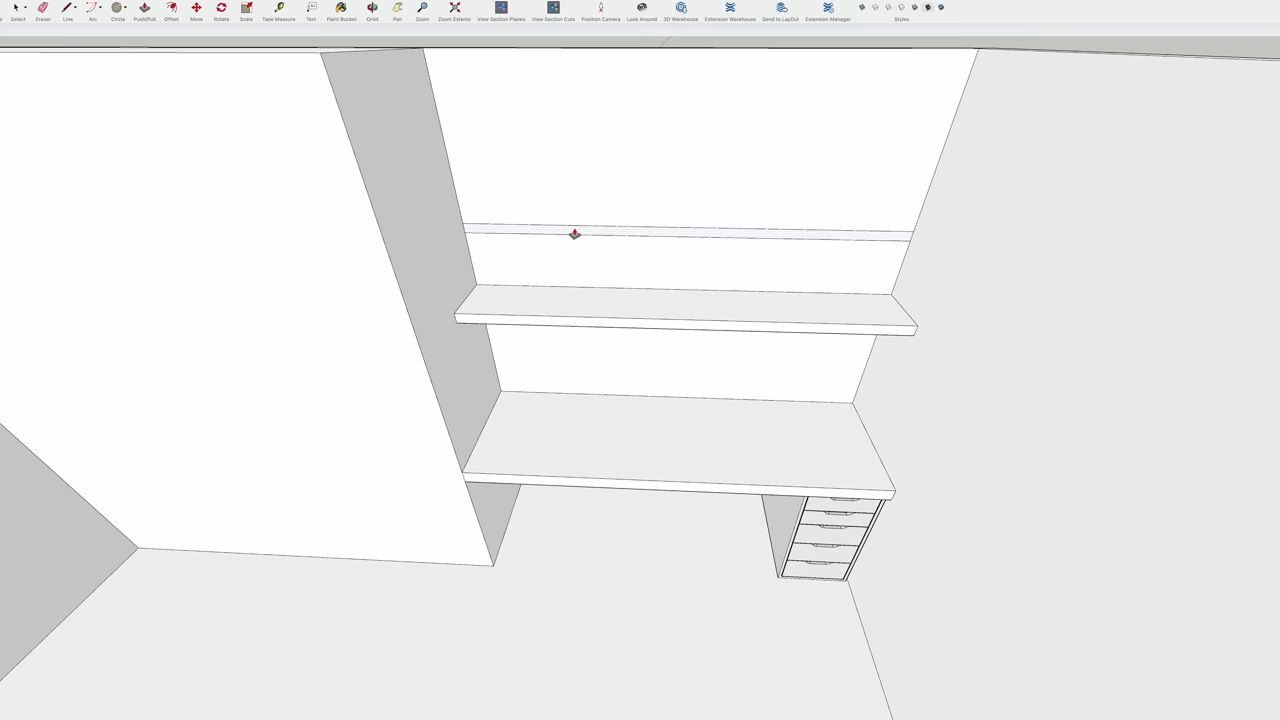 Select Eraser Line Arc Circle Push/Pull Offset Move Rotate Scale Tape Measure Text Paint Bucket Orbit Pan Zoom Zoom Extents View Section Planes View Section Cuts Position Camera Look Around 3D Warehouse Extension Warehouse Send to LayOut Extension Manager Styles